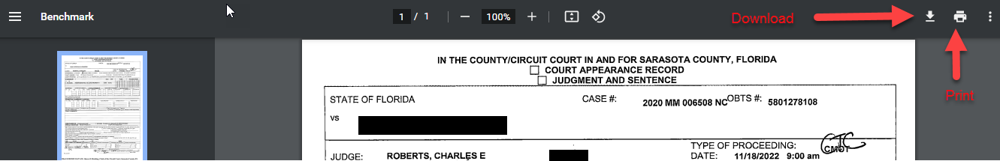 Benchmark
1 / 1
100%
Download
Print
IN THE COUNTY/CIRCUIT COURT IN AND FOR SARASOTA COUNTY, FLORIDA
COURT APPEARANCE RECORD
JUDGMENT AND SENTENCE
STATE OF FLORIDA CASE #: 2020 MM 006508 NC OBTS #: 5801278108
vs
TYPE OF PROCEEDING: CMOT
JUDGE: ROBERTS, CHARLES E DATE: 11/18/2022 9:00 am